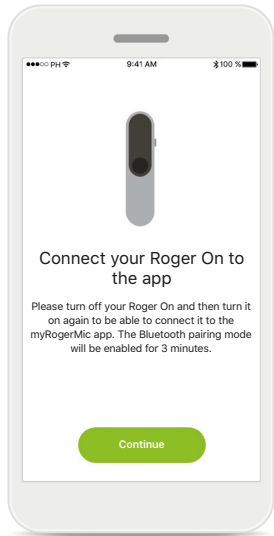 PH 9:41 AM 100 %
Connect your Roger On to
the app
Please turn off your Roger On and then turn it
on again to be able to connect it to the
myRogerMic app. The Bluetooth pairing mode
will be enabled for 3 minutes.
Continue